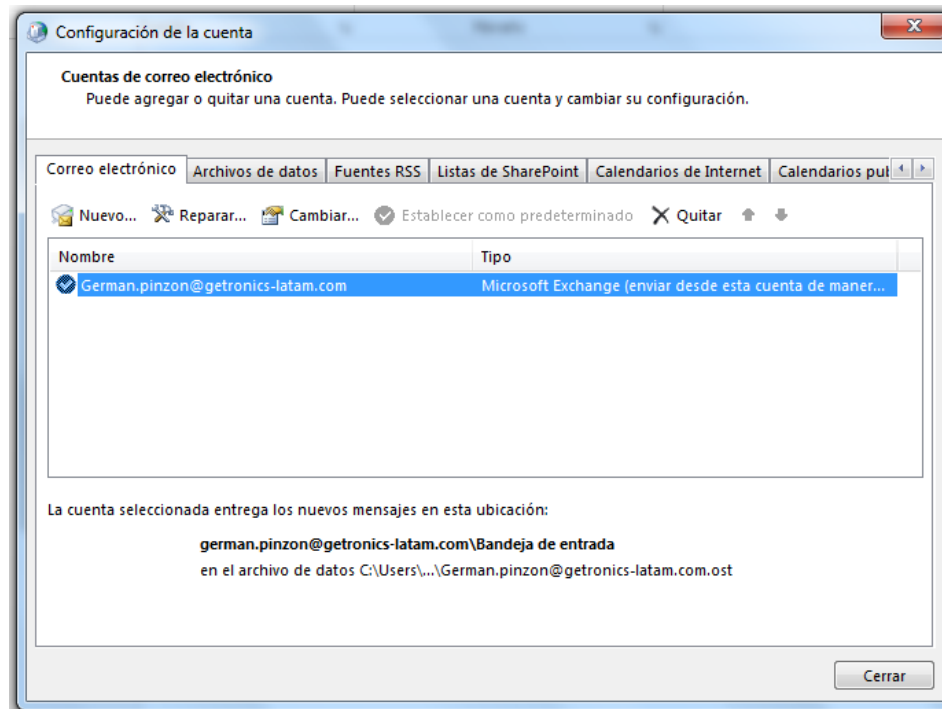 Configuración de la cuenta
Cuentas de correo electrónico
Puede agregar o quitar una cuenta. Puede seleccionar una cuenta y cambiar su configuración.
Correo electrónico Archivos de datos Fuentes RSS Listas de SharePoint Calendarios de Internet Calendarios pul
Nuevo... Reparar... Cambiar... Establecer como predeterminado Quitar
Nombre Tipo
German.pinzon@getronics-latam.com Microsoft Exchange (enviar desde esta cuenta de maner...
La cuenta seleccionada entrega los nuevos mensajes en esta ubicación:
german.pinzon@getronics-latam.com\Bandeja de entrada
en el archivo de datos C:\Users\...\German.pinzon@getronics-latam.com.ost
Cerrar